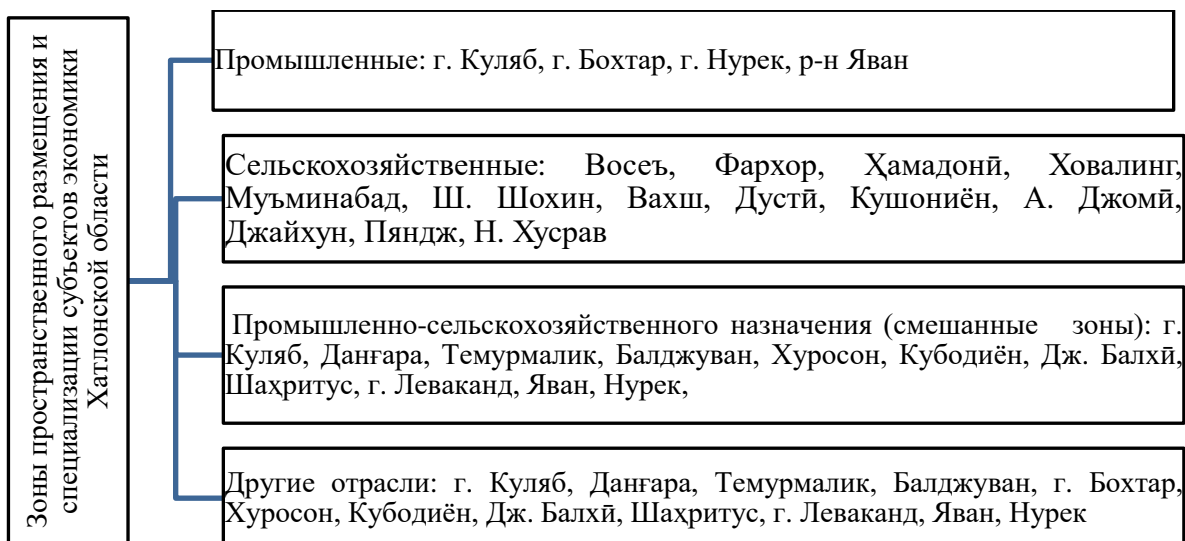 Зоны пространственного размещения и
специализации субъектов экономики
Хатлонской области
Промышленные: г. Куляб, г. Бохтар, г. Нурек, р-н Яван
Сельскохозяйственные: Восеъ, Фархор, Ҳамадонӣ, Ховалинг,
Муъминабад, Ш. Шохин, Вахш, Дустӣ, Кушониён, А. Джомӣ,
Джайхун, Пяндж, Н. Хусрав
Промышленно-сельскохозяйственного назначения (смешанные зоны): г.
Куляб, Данғара, Темурмалик, Балджуван, Хуросон, Кубодиён, Дж. Балхӣ,
Шаҳритус, г. Леваканд, Яван, Нурек,
Другие отрасли: г. Куляб, Данғара, Темурмалик, Балджуван, г. Бохтар,
Хуросон, Кубодиён, Дж. Балхӣ, Шаҳритус, г. Леваканд, Яван, Нурек